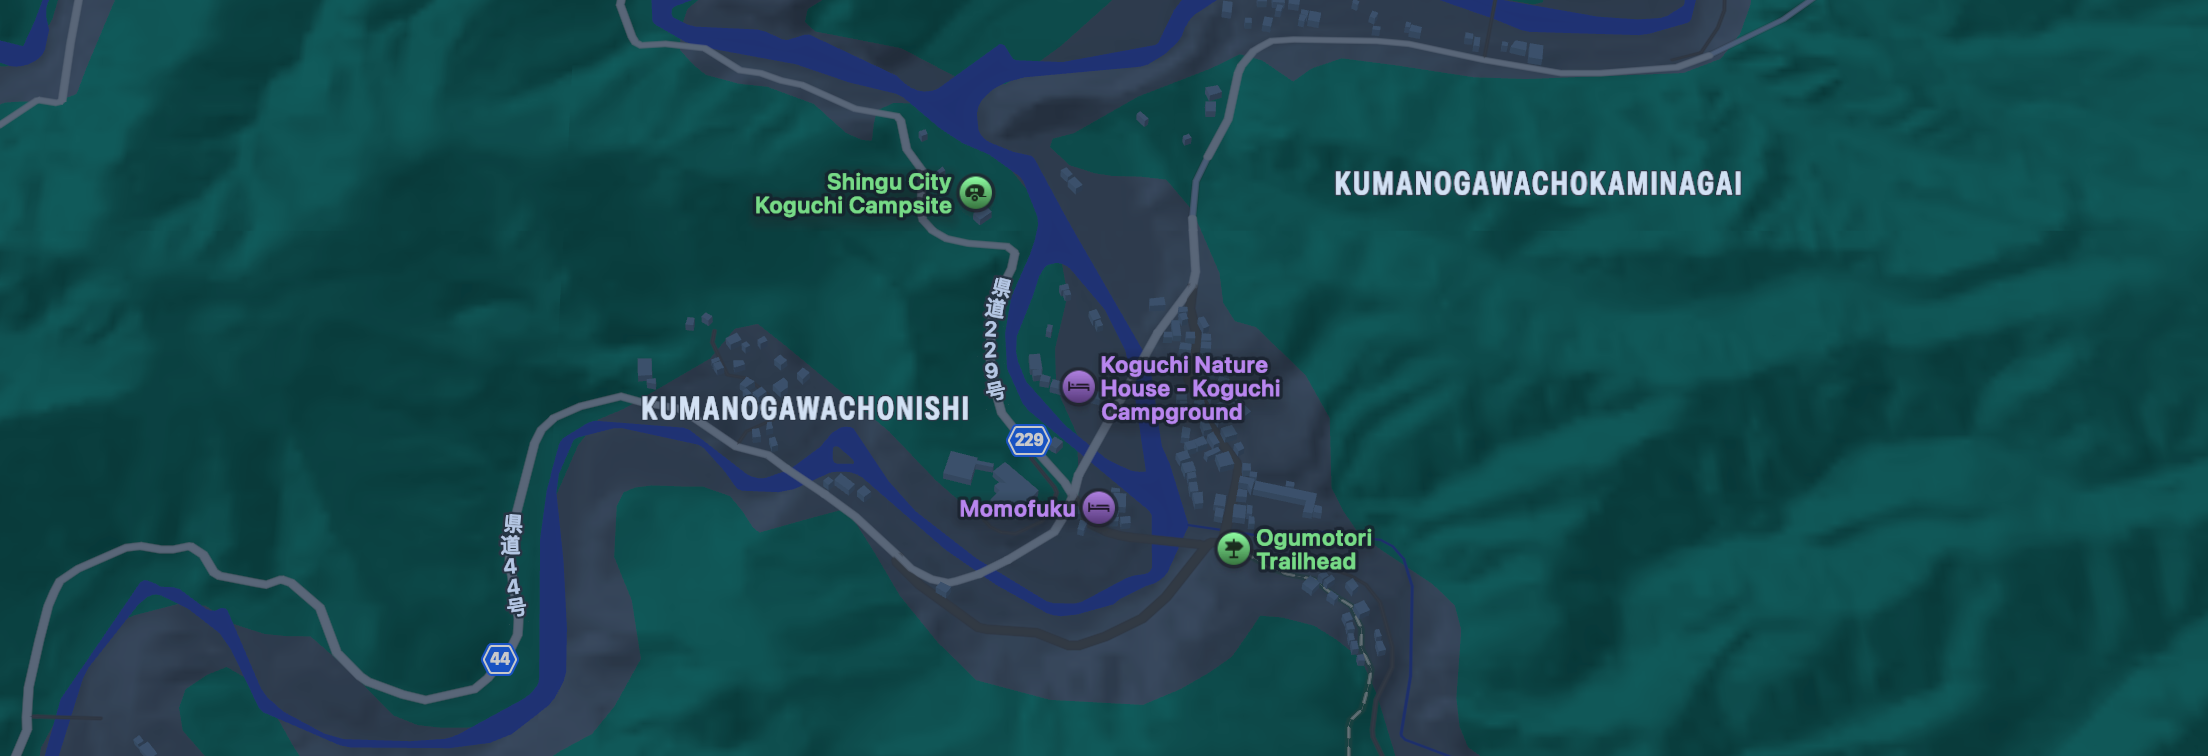 KUMANOGAWACHOKAMINAGAI
Shingu City
Koguchi Campsite
県道229号
Koguchi Nature
House - Koguchi
Campground
KUMANOGAWACHONISHI
229
Momofuku
Ogumotori
Trailhead
県道44号
44